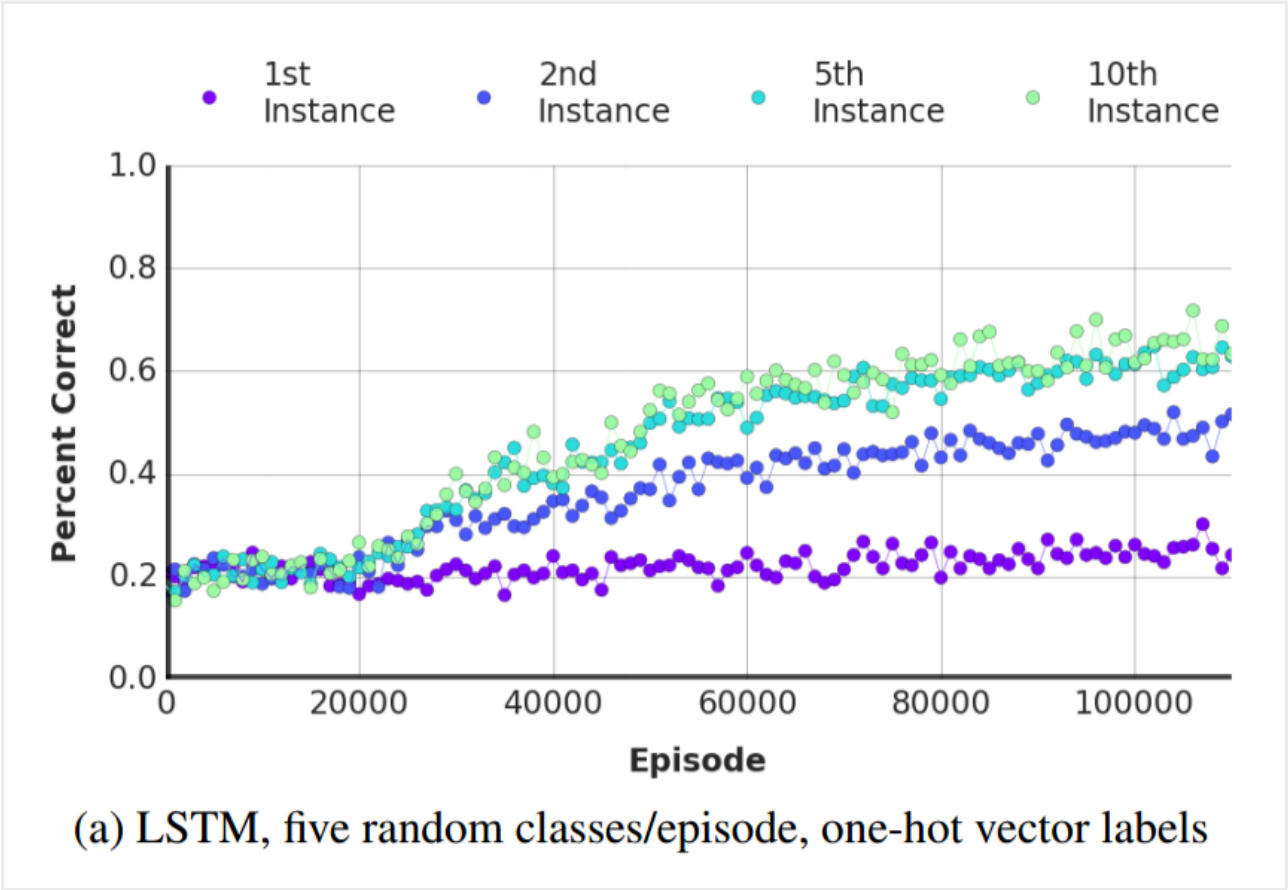 1st 2nd 5th 10th
Instance Instance Instance Instance
1.0
0.8
0.6
0.4
0.2
0.0
Percent Correct
0 20000 40000 60000 80000 100000
Episode
(a) LSTM, five random classes/episode, one-hot vector labels